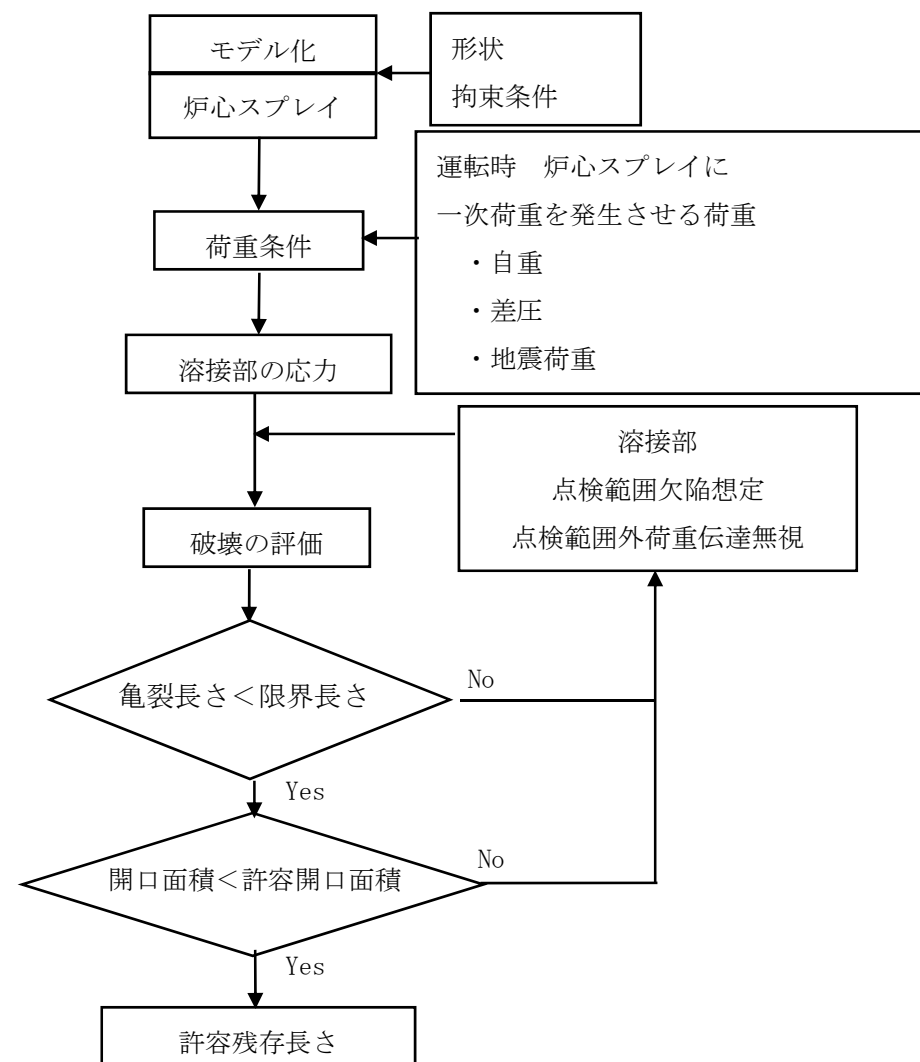 モデル化
炉心スプレイ
形状
拘束条件
運転時　炉心スプレイに
一次荷重を発生させる荷重
・自重
・差圧
・地震荷重
荷重条件
溶接部の応力
溶接部
点検範囲欠陥想定
点検範囲外荷重伝達無視
破壊の評価
亀裂長さ＜限界長さ
No
Yes
開口面積＜許容開口面積
No
Yes
許容残存長さ